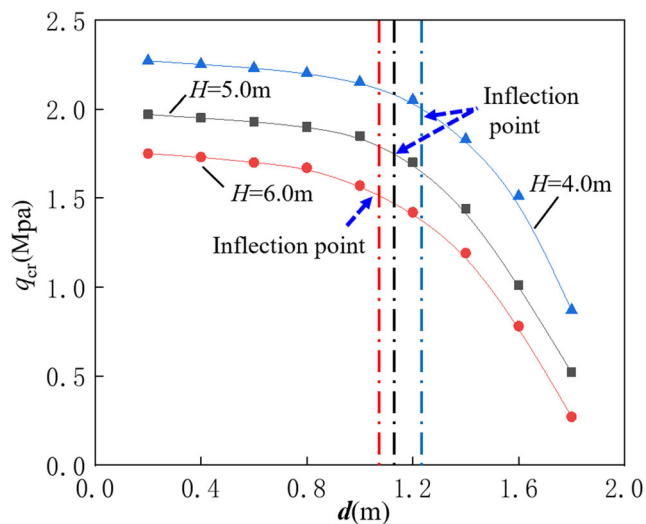 2.5
2.0
1.5
1.0
0.5
0.0
q_cr(Mpa)
H=5.0m
H=6.0m
Inflection
point
H=4.0m
Inflection point
0.0 0.4 0.8 1.2 1.6 2.0
d(m)